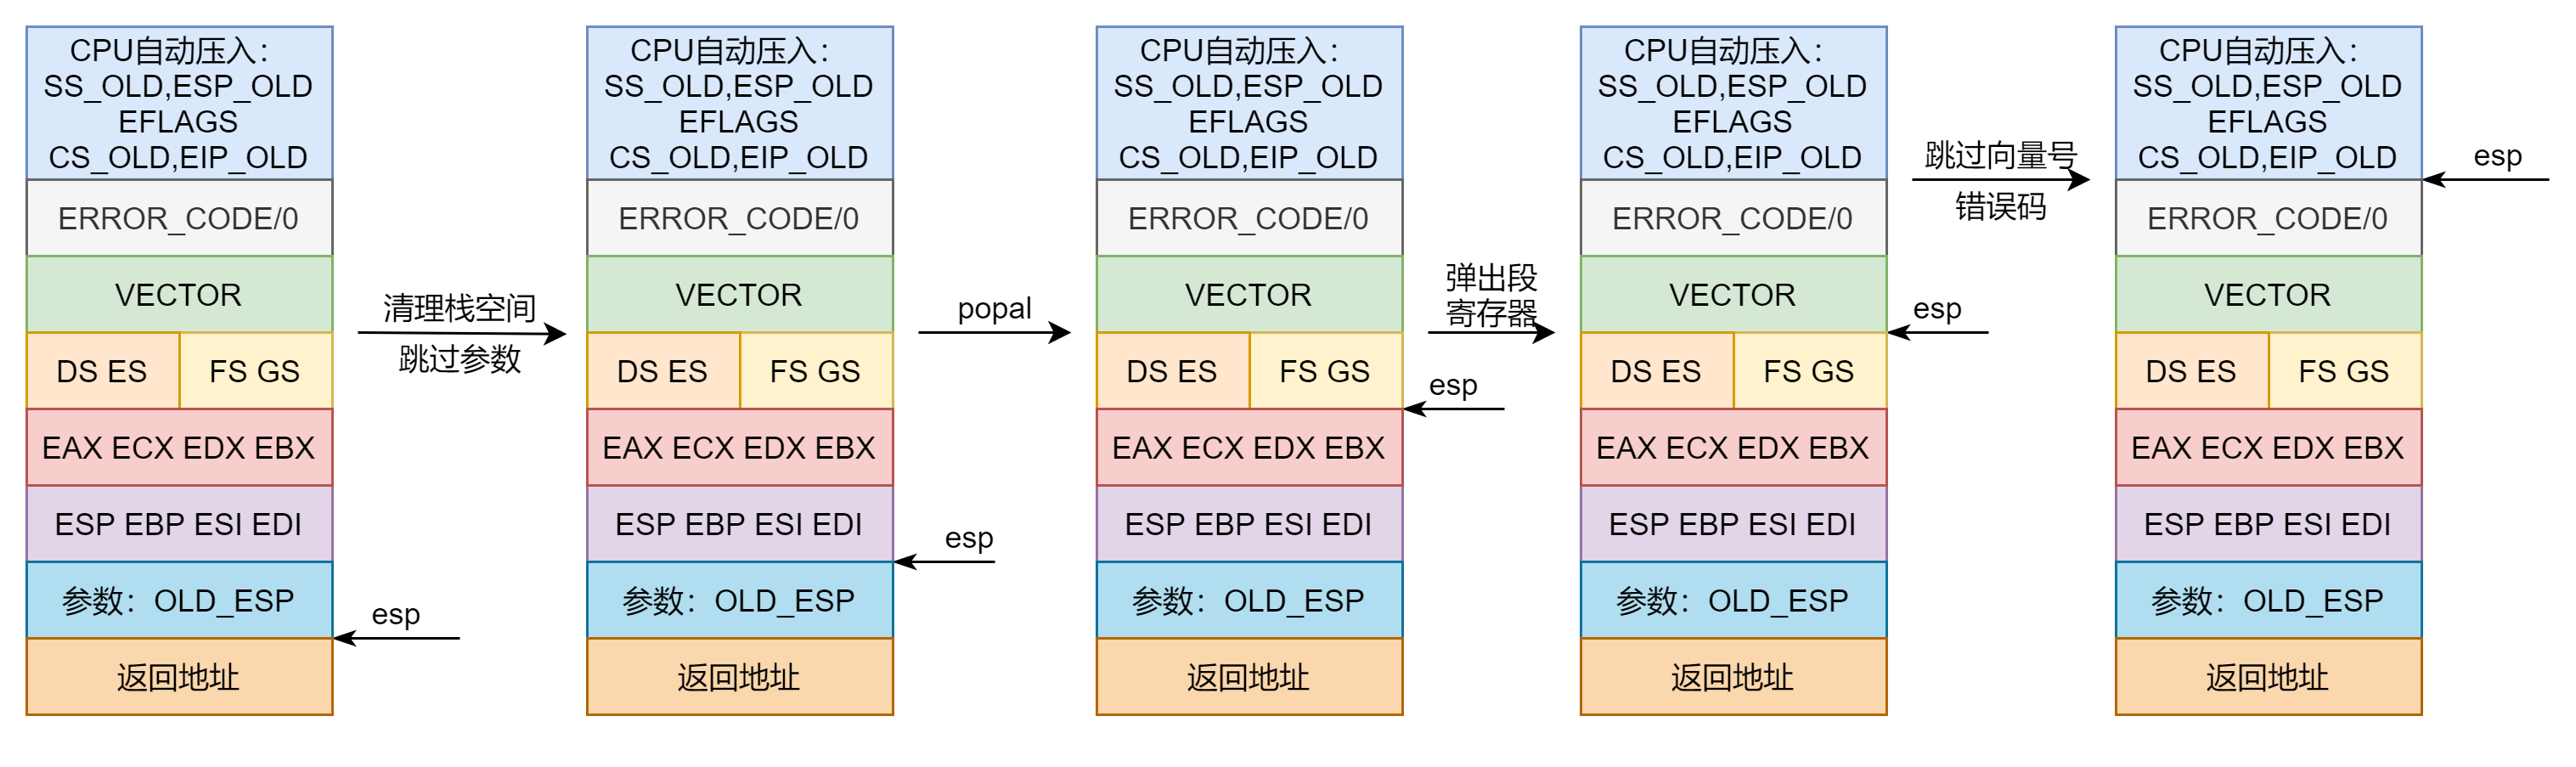 CPU自动压入：
SS_OLD,ESP_OLD
EFLAGS
CS_OLD,EIP_OLD
ERROR_CODE/0
VECTOR
DS ES
FS GS
EAX ECX EDX EBX
ESP EBP ESI EDI
参数：OLD_ESP
返回地址
esp
清理栈空间
跳过参数
CPU自动压入：
SS_OLD,ESP_OLD
EFLAGS
CS_OLD,EIP_OLD
ERROR_CODE/0
VECTOR
DS ES
FS GS
EAX ECX EDX EBX
ESP EBP ESI EDI
参数：OLD_ESP
返回地址
esp
popal
CPU自动压入：
SS_OLD,ESP_OLD
EFLAGS
CS_OLD,EIP_OLD
ERROR_CODE/0
VECTOR
DS ES
FS GS
EAX ECX EDX EBX
ESP EBP ESI EDI
参数：OLD_ESP
返回地址
esp
弹出段
寄存器
CPU自动压入：
SS_OLD,ESP_OLD
EFLAGS
CS_OLD,EIP_OLD
ERROR_CODE/0
VECTOR
DS ES
FS GS
EAX ECX EDX EBX
ESP EBP ESI EDI
参数：OLD_ESP
返回地址
esp
跳过向量号
错误码
CPU自动压入：
SS_OLD,ESP_OLD
EFLAGS
CS_OLD,EIP_OLD
ERROR_CODE/0
VECTOR
DS ES
FS GS
EAX ECX EDX EBX
ESP EBP ESI EDI
参数：OLD_ESP
返回地址
esp